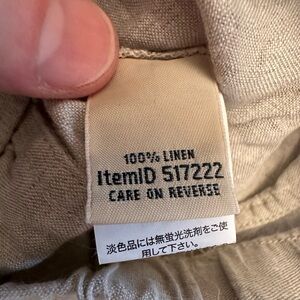 100% LINEN
ItemID 517222
CARE ON REVERSE
淡色品には無蛍光洗剤をご使
用して下さい。